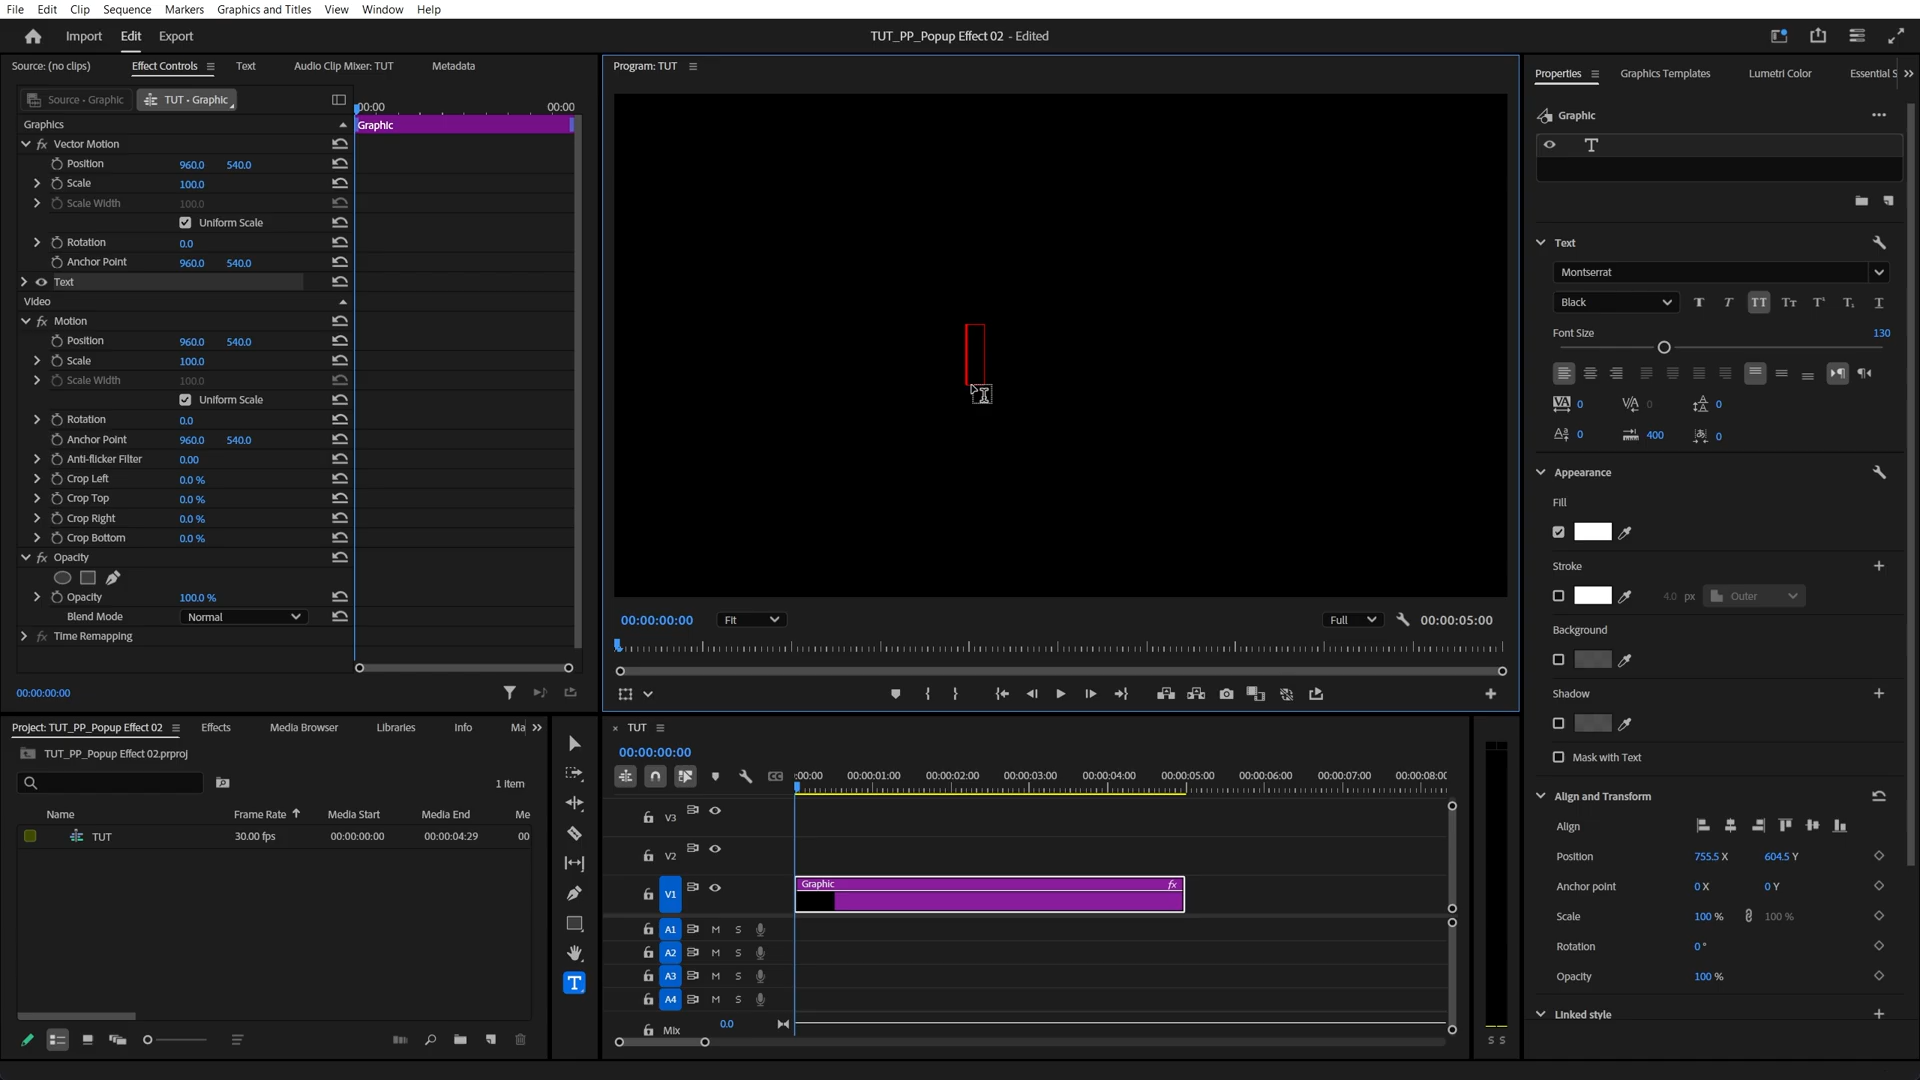 File Edit Clip Sequence Markers Graphics and Titles View Window Help
Import Edit Export
TUT_PP_Popup Effect 02 - Edited
Source: (no clips) Effect Controls Text Audio Clip Mixer: TUT Metadata
Source • Graphic TUT • Graphic
:00:00 00:00
Graphics
Graphic
Vector Motion
Position 960.0 540.0
Scale 100.0
Scale Width 100.0
Uniform Scale
Rotation 0.0
Anchor Point 960.0 540.0
Text
Video
Motion
Position 960.0 540.0
Scale 100.0
Scale Width 100.0
Uniform Scale
Rotation 0.0
Anchor Point 960.0 540.0
Anti-flicker Filter 0.00
Crop Left 0.0 %
Crop Top 0.0 %
Crop Right 0.0 %
Crop Bottom 0.0 %
Opacity
Opacity 100.0 %
Blend Mode Normal
Time Remapping
00:00:00:00
Program: TUT
00:00:00:00 Fit Full 00:00:05:00
Properties Graphics Templates Lumetri Color Essential S
Graphic
Text
Montserrat
Black
Font Size 130
0 0 0
0 400 0
Appearance
Fill
Stroke
4.0 px Outer
Background
Shadow
Mask with Text
Align and Transform
Align
Position 755.5 X 604.5 Y
Anchor point 0 X 0 Y
Scale 100 % 100 %
Rotation 0 °
Opacity 100 %
Linked style
Project: TUT_PP_Popup Effect 02 Effects Media Browser Libraries Info Ma
TUT_PP_Popup Effect 02.prproj
1 Item
Name Frame Rate Media Start Media End Me
TUT 30.00 fps 00:00:00:00 00:00:04:29 00
TUT
00:00:00:00
:00:00 00:00:01:00 00:00:02:00 00:00:03:00 00:00:04:00 00:00:05:00 00:00:06:00 00:00:07:00 00:00:08:00
V3
V2
V1
Graphic fx
A1 M S
A2 M S
A3 M S
A4 M S
Mix 0.0
S S